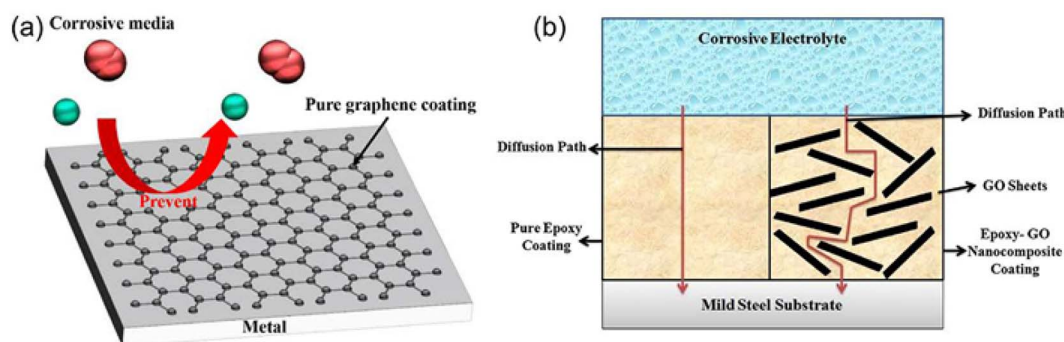 (a)
Corrosive media
Pure graphene coating
Prevent
Metal
(b)
Corrosive Electrolyte
Diffusion Path
Diffusion Path
GO Sheets
Pure Epoxy
Coating
Epoxy- GO
Nanocomposite
Coating
Mild Steel Substrate